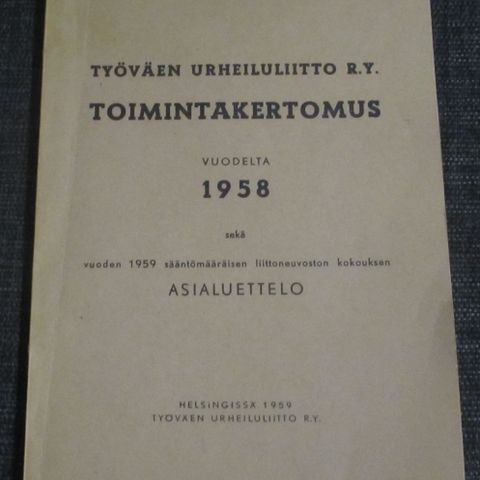 TYÖVÄEN URHEILULIITTO R.Y.
TOIMINTAKERTOMUS
VUODELTA
1958
sekä
vuoden 1959 sääntömääräisen liittoneuvoston kokouksen
ASIALUETTELO
HELSINGISSÄ 1959
TYÖVÄEN URHEILULIITTO R.Y.